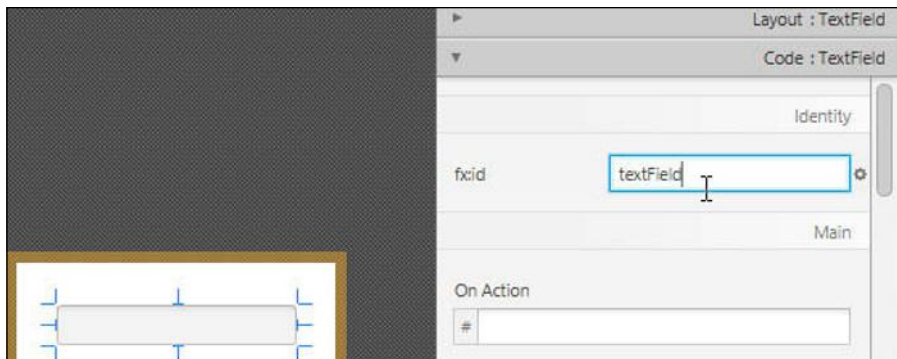 Layout : TextField
Code : TextField
Identity
fx:id
textField
Main
On Action
#